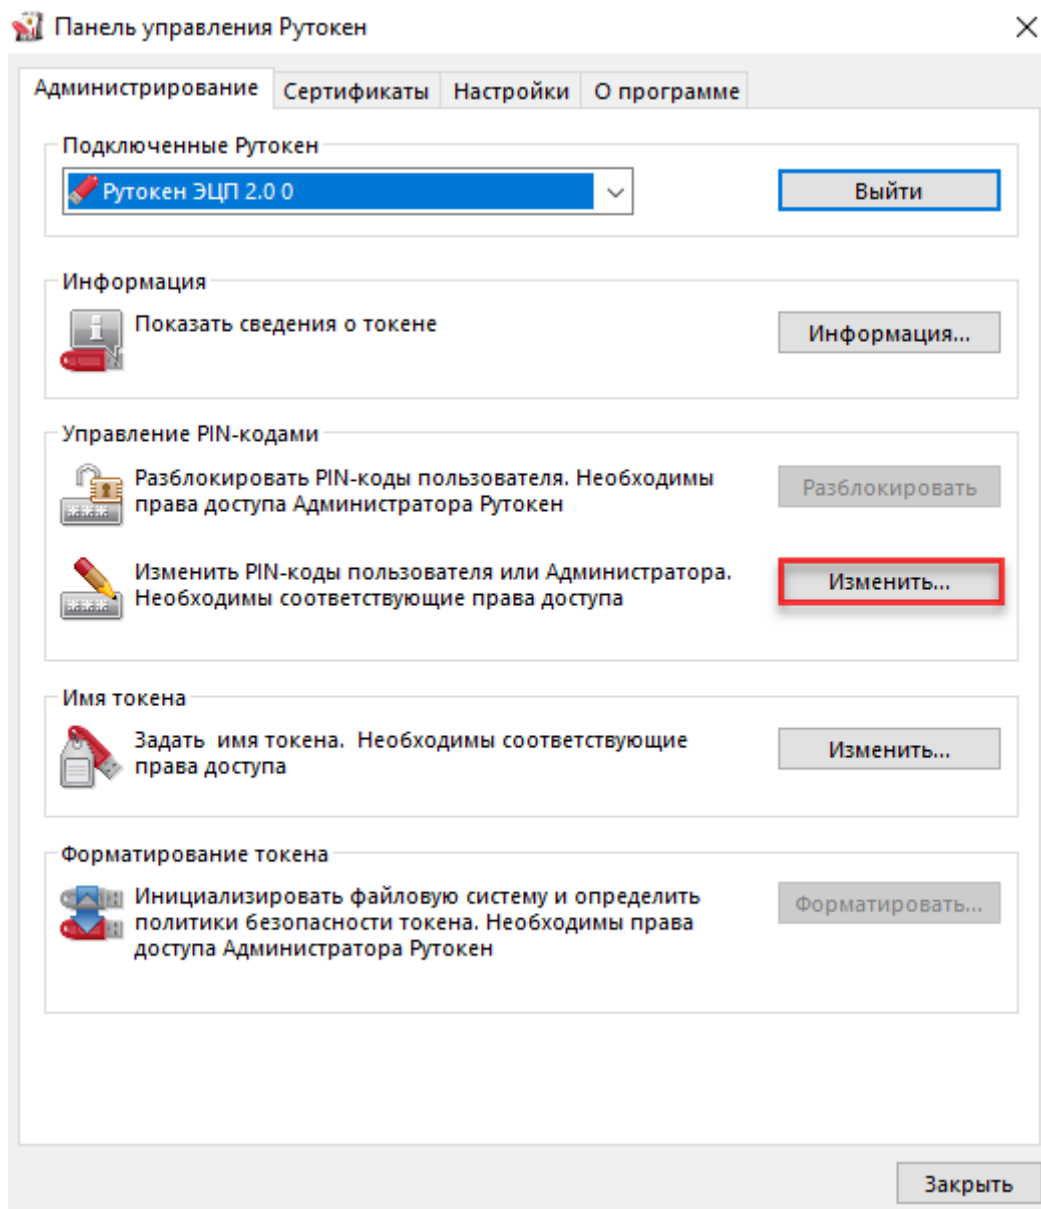 Панель управления Рутокен
Администрирование Сертификаты Настройки О программе
Подключенные Рутокен
Рутокен ЭЦП 2.0 0
Выйти
Информация
Показать сведения о токене
Информация...
Управление PIN-кодами
Разблокировать PIN-коды пользователя. Необходимы
права доступа Администратора Рутокен
Разблокировать
Изменить PIN-коды пользователя или Администратора.
Необходимы соответствующие права доступа
Изменить...
Имя токена
Задать имя токена. Необходимы соответствующие
права доступа
Изменить...
Форматирование токена
Инициализировать файловую систему и определить
политики безопасности токена. Необходимы права
доступа Администратора Рутокен
Форматировать...
Закрыть